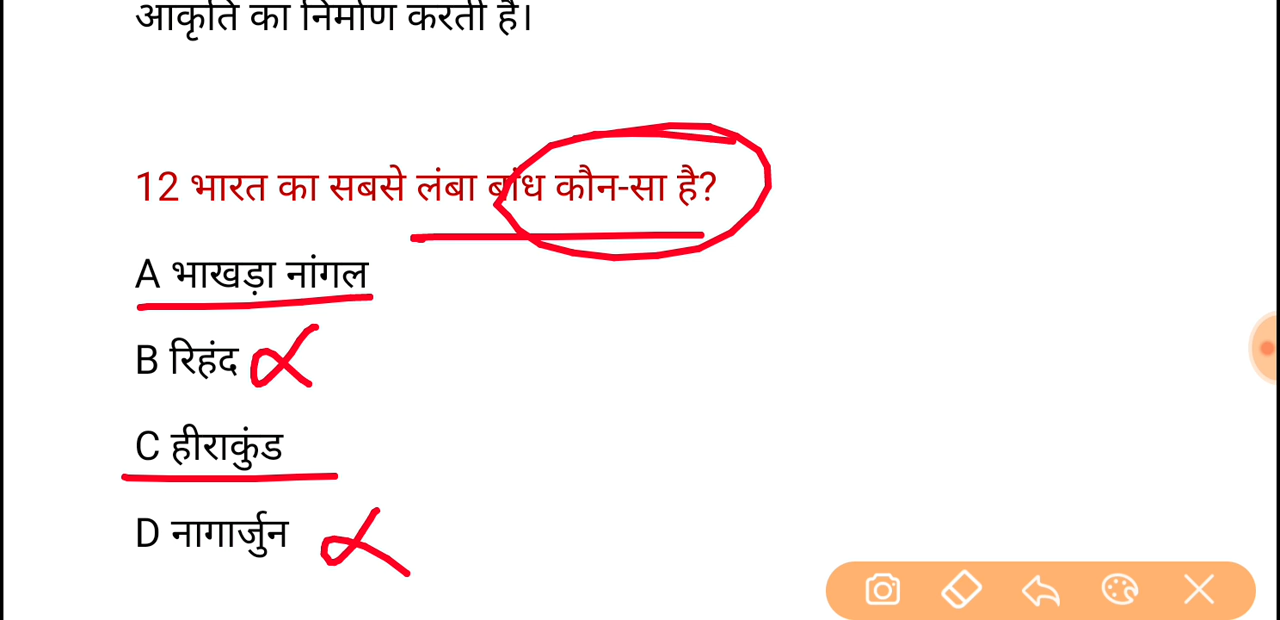 आकृति का निर्माण करती है।
12 भारत का सबसे लंबा बांध कौन-सा है?
A भाखड़ा नांगल
B रिहंद
C हीराकुंड
D नागार्जुन